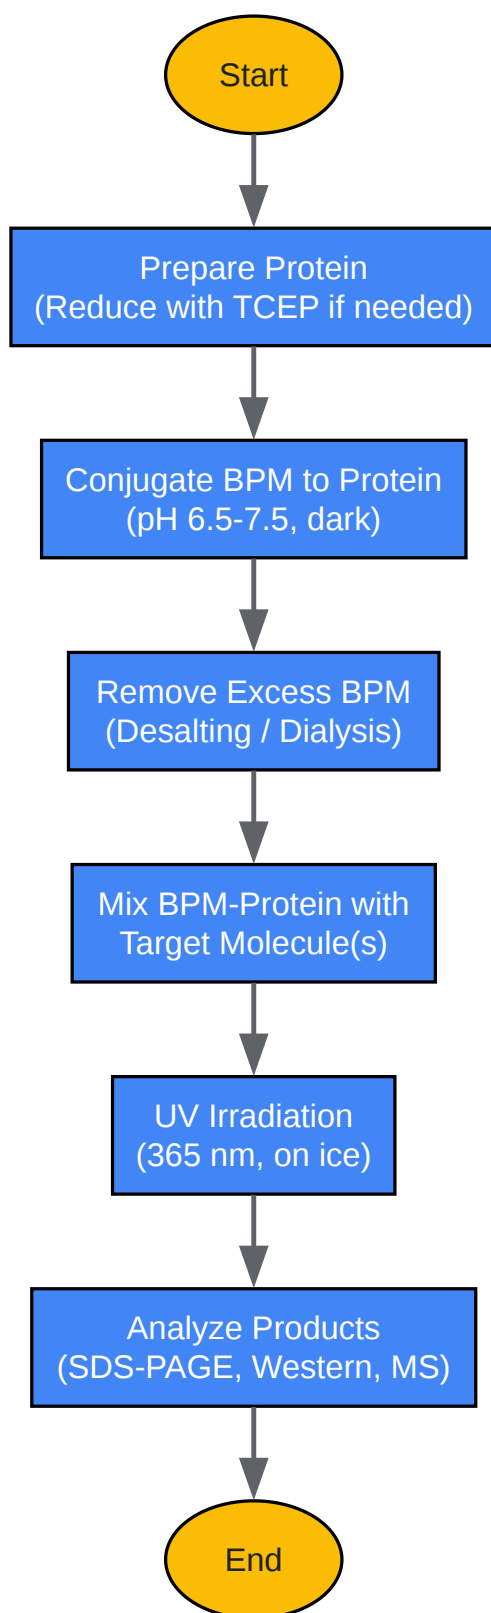 Start
Prepare Protein
(Reduce with TCEP if needed)
Conjugate BPM to Protein
(pH 6.5-7.5, dark)
Remove Excess BPM
(Desalting / Dialysis)
Mix BPM-Protein with
Target Molecule(s)
UV Irradiation
(365 nm, on ice)
Analyze Products
(SDS-PAGE, Western, MS)
End